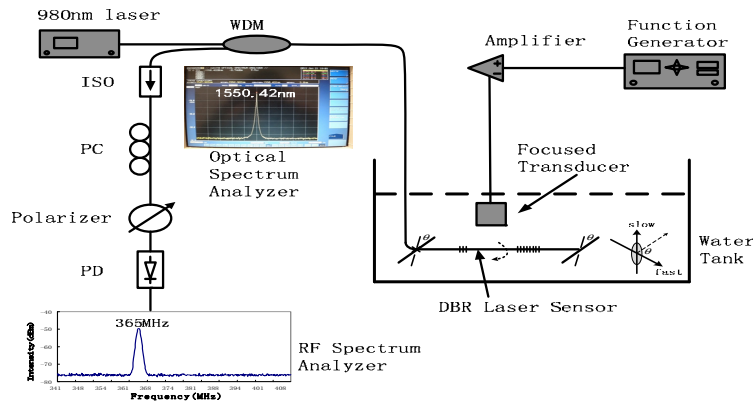 980nm laser
WDM
ISO
PC
Polarizer
PD
1550.42nm
Optical
Spectrum
Analyzer
Amplifier
Function
Generator
Focused
Transducer
Water
Tank
slow
θ
fast
θ
θ
DBR Laser Sensor
365MHz
Intensity(dBm)
-40
-50
-60
-70
-80
341 348 354 361 368 374 381 388 394 401 408
Frequency(MHz)
RF Spectrum
Analyzer